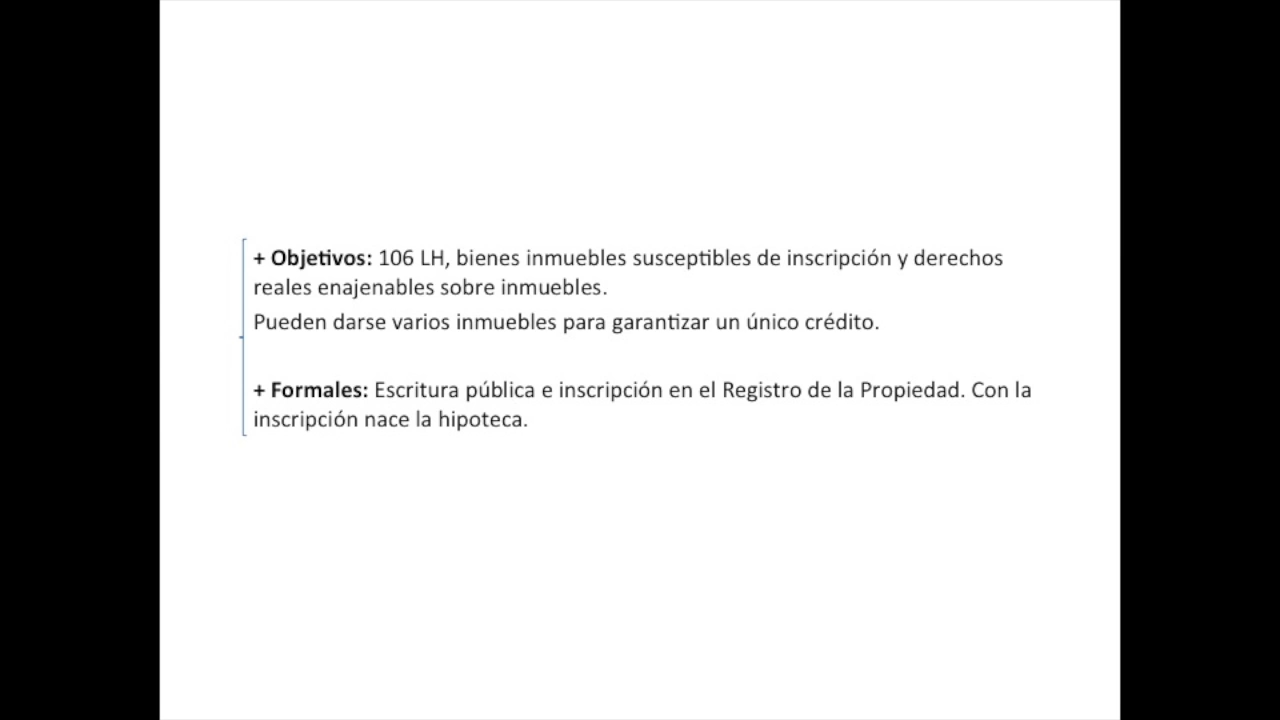 + Objetivos: 106 LH, bienes inmuebles susceptibles de inscripción y derechos
reales enajenables sobre inmuebles.
Pueden darse varios inmuebles para garantizar un único crédito.
+ Formales: Escritura pública e inscripción en el Registro de la Propiedad. Con la
inscripción nace la hipoteca.